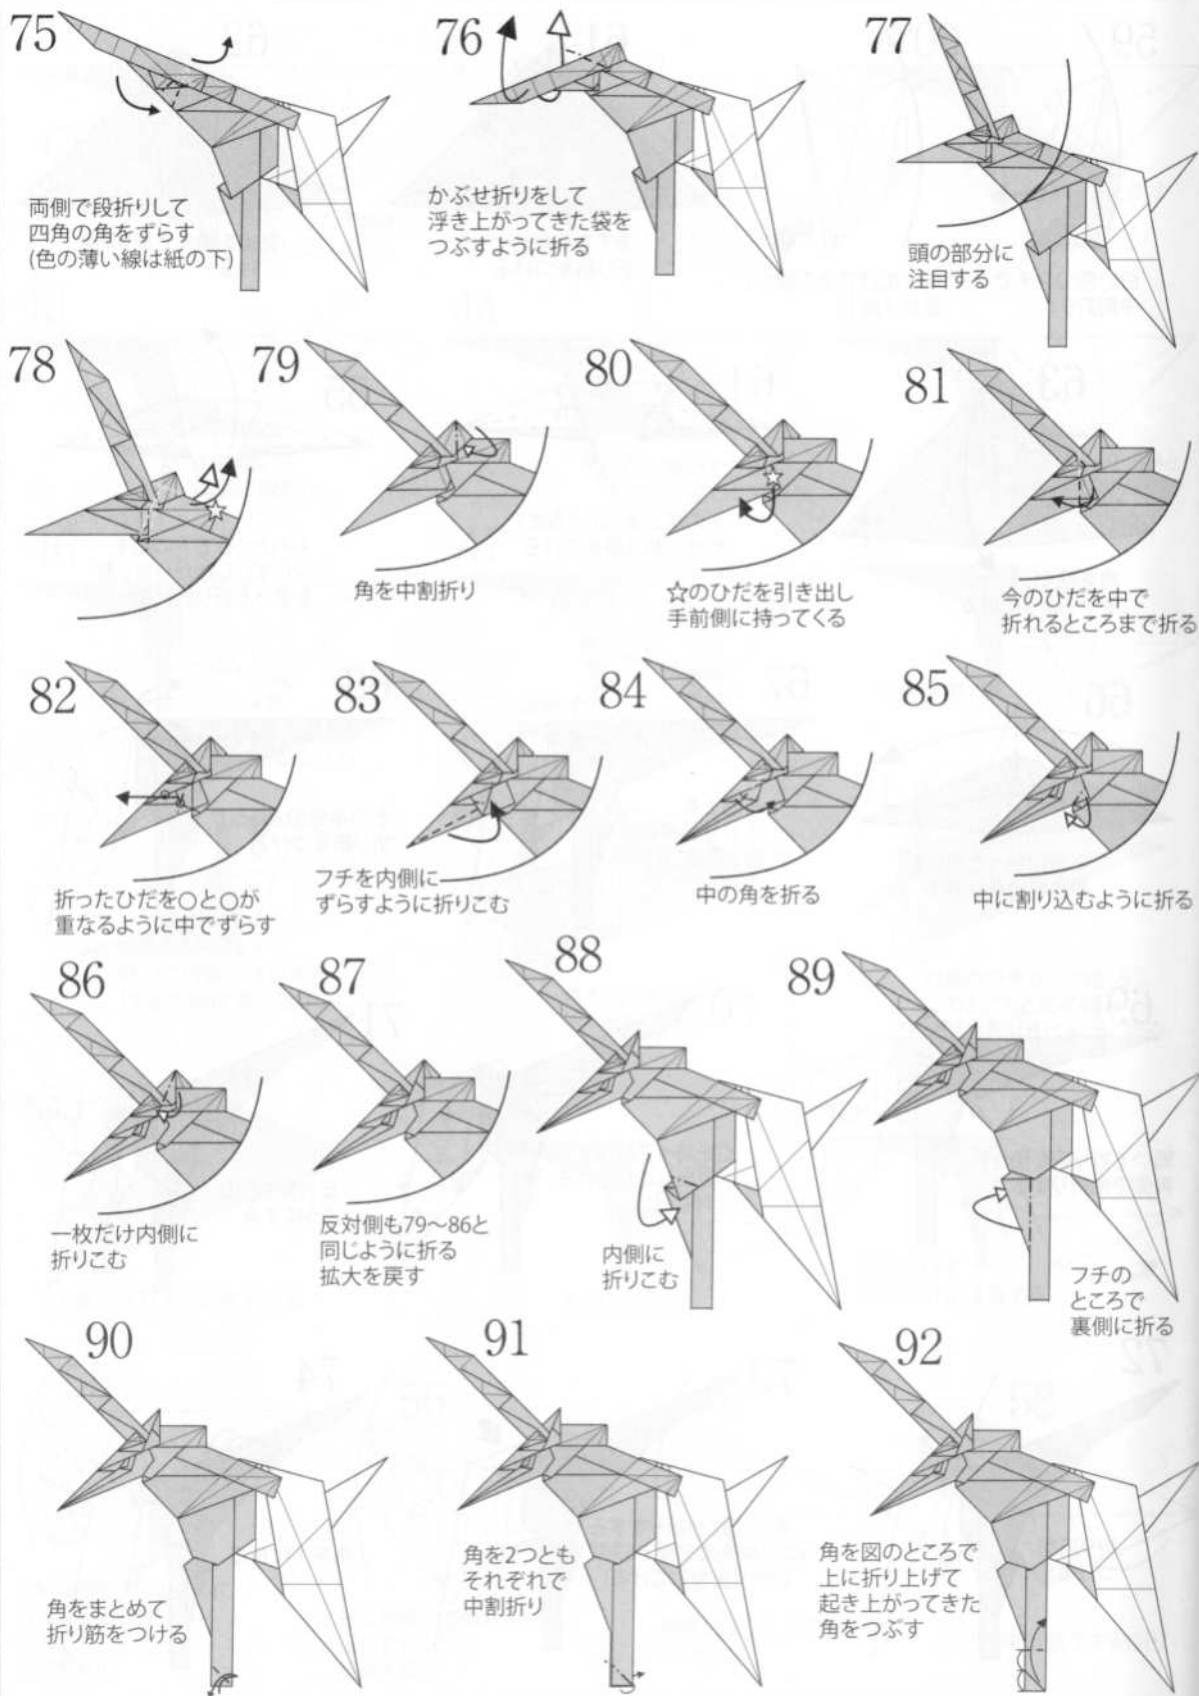 75
両側で段折りして
四角の角をずらす
(色の薄い線は紙の下)
76
かぶせ折りをして
浮き上がってきた袋を
つぶすように折る
77
頭の部分に
注目する
78
79
角を中割折り
80
☆のひだを引き出し
手前側に持ってくる
81
今のひだを中で
折れるところまで折る
82
折ったひだを○と○が
重なるように中でずらす
83
フチを内側に
ずらすように折りこむ
84
中の角を折る
85
中に割り込むように折る
86
一枚だけ内側に
折りこむ
87
反対側も79～86と
同じように折る
拡大を戻す
88
内側に
折りこむ
89
フチの
ところで
裏側に折る
90
角をまとめて
折り筋をつける
91
角を2つとも
それぞれで
中割折り
92
角を図のところで
上に折り上げて
起き上がってきた
角をつぶす